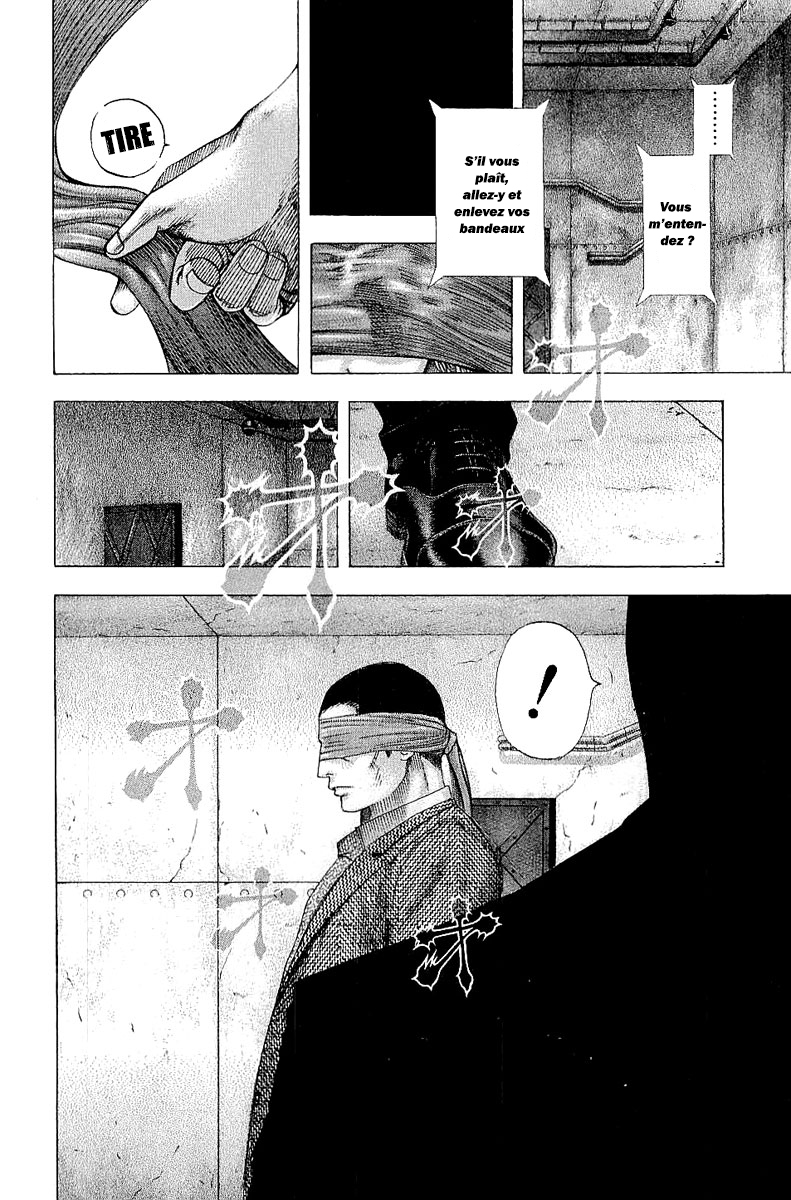 .........
Vous
m'enten-
dez ?
S'il vous
plaît,
allez-y et
enlevez vos
bandeaux
TIRE
!